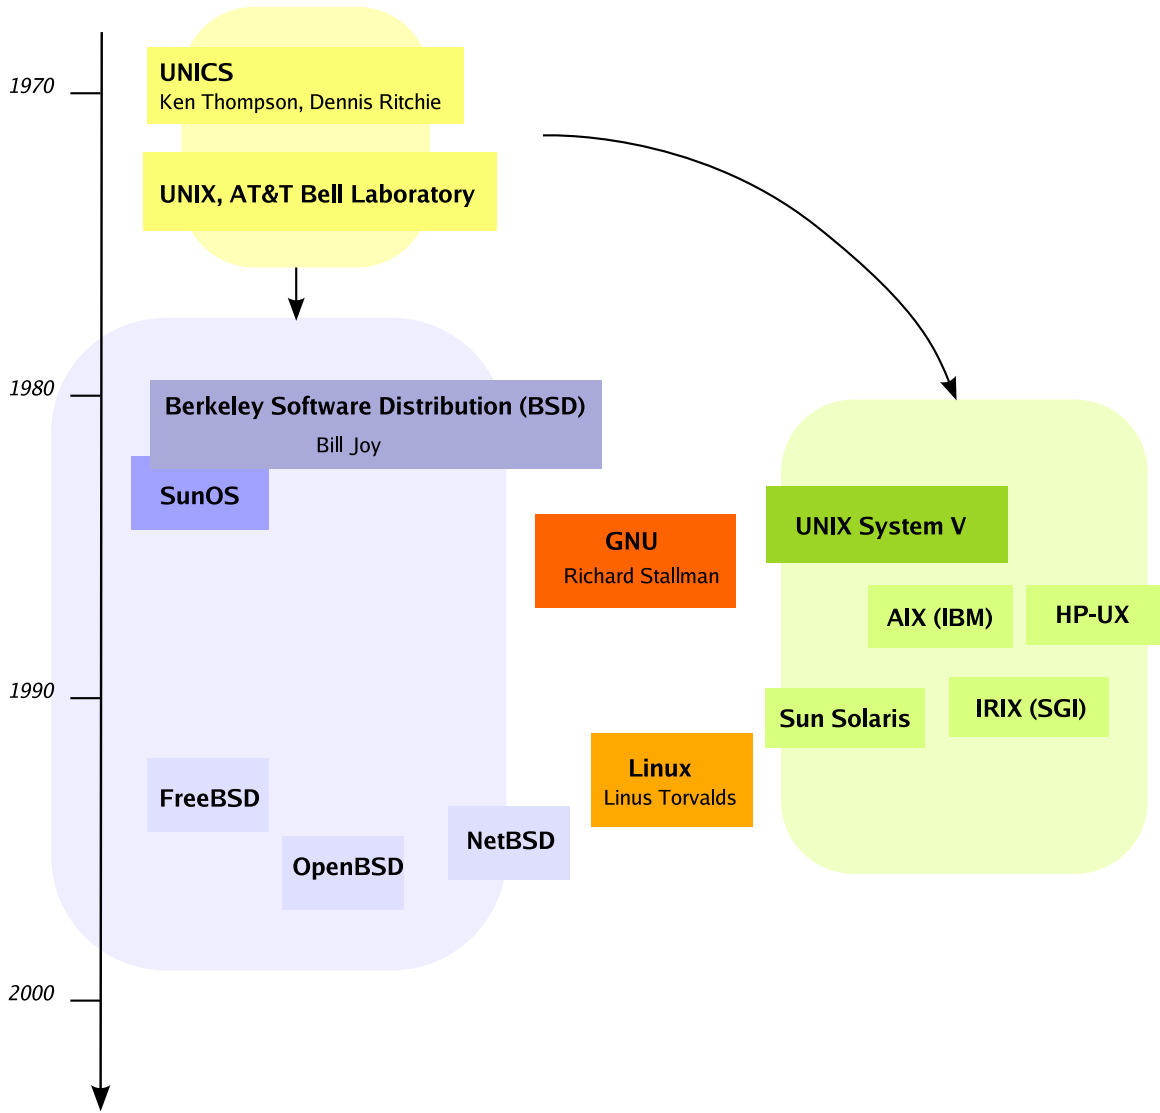 1970
UNICS
Ken Thompson, Dennis Ritchie
UNIX, AT&T Bell Laboratory
1980
Berkeley Software Distribution (BSD)
Bill Joy
SunOS
GNU
Richard Stallman
UNIX System V
AIX (IBM)
HP-UX
1990
Sun Solaris
IRIX (SGI)
Linux
Linus Torvalds
FreeBSD
NetBSD
OpenBSD
2000